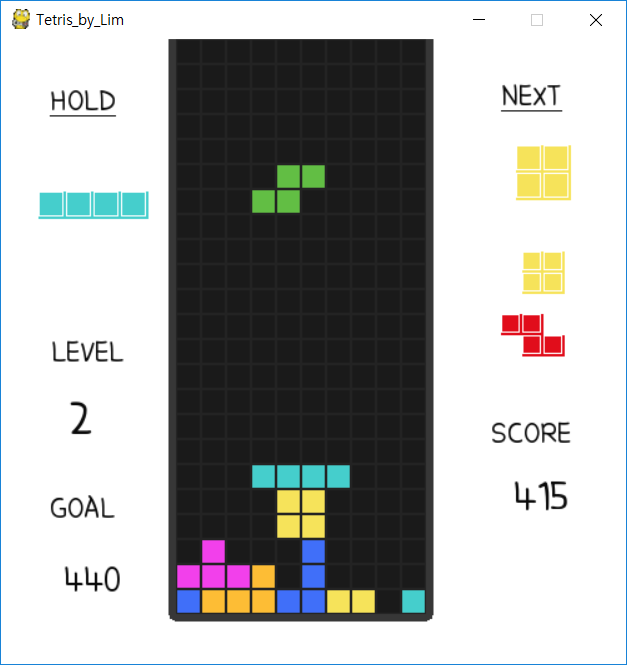 Tetris_by_Lim
HOLD
NEXT
LEVEL
2
SCORE
415
GOAL
440